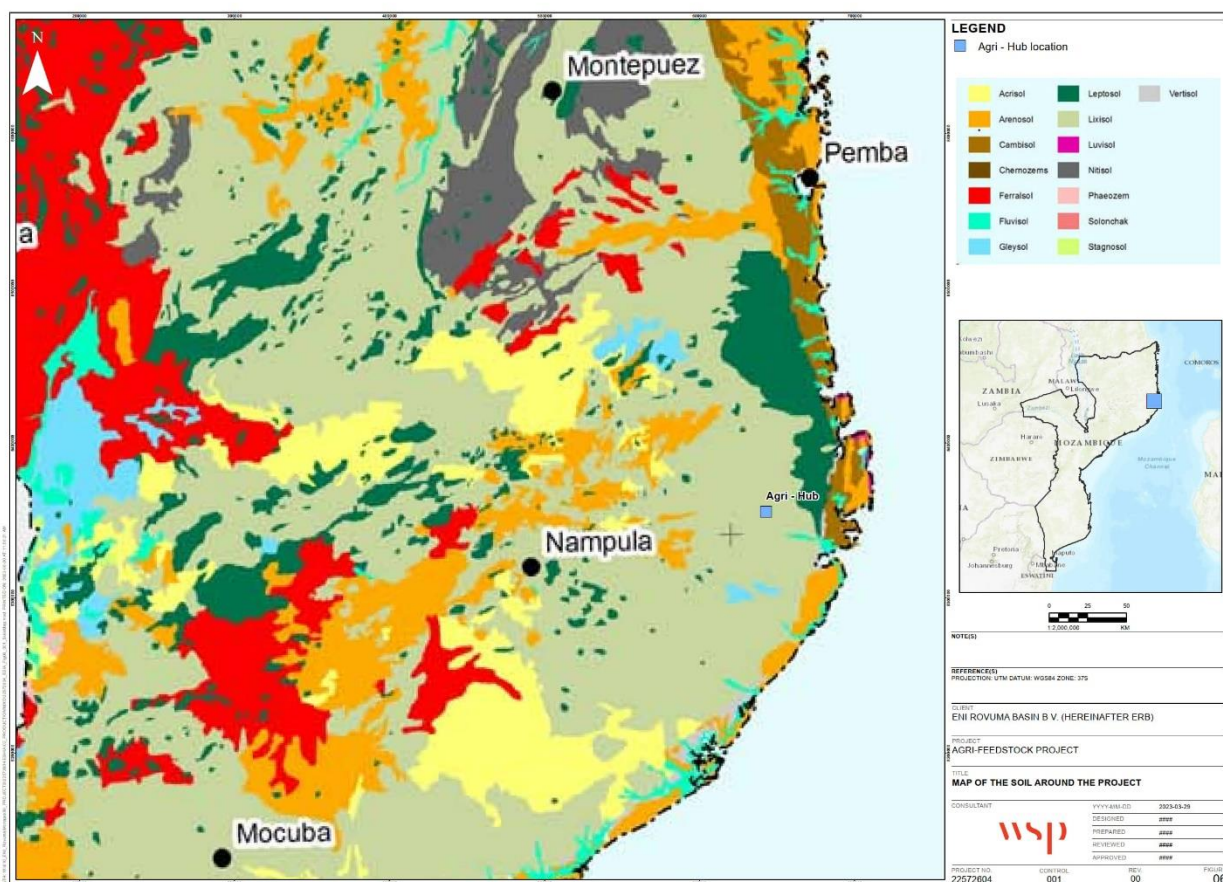 N
Montepuez
Pemba
a
Agri - Hub
Nampula
Mocuba
LEGEND
Agri - Hub location
Acrisol
Arenosol
Cambisol
Chernozems
Ferralsol
Fluvisol
Gleysol
Leptosol
Lixisol
Luvisol
Nitisol
Phaeozem
Solonchak
Stagnosol
Vertisol
ZAMBIA
Lusaka
MALAWI
Lilongwe
COMOROS
Harare
ZIMBABWE
MOZAMBIQUE
Mozambique
Channel
Pretoria
Johannesburg
Maputo
Mbabane
ESWATINI
0 25 50
1:2,000,000 KM
NOTE(S)
REFERENCE(S)
PROJECTION: UTM DATUM: WGS84 ZONE: 37S
CLIENT
ENI ROVUMA BASIN B V. (HEREINAFTER ERB)
PROJECT
AGRI-FEEDSTOCK PROJECT
TITLE
MAP OF THE SOIL AROUND THE PROJECT
CONSULTANT
wsp
YYYY-MM-DD 2023-03-29
DESIGNED ####
PREPARED ####
REVIEWED ####
APPROVED ####
PROJECT NO. CONTROL REV. FIGURE
22572604 001 00 06